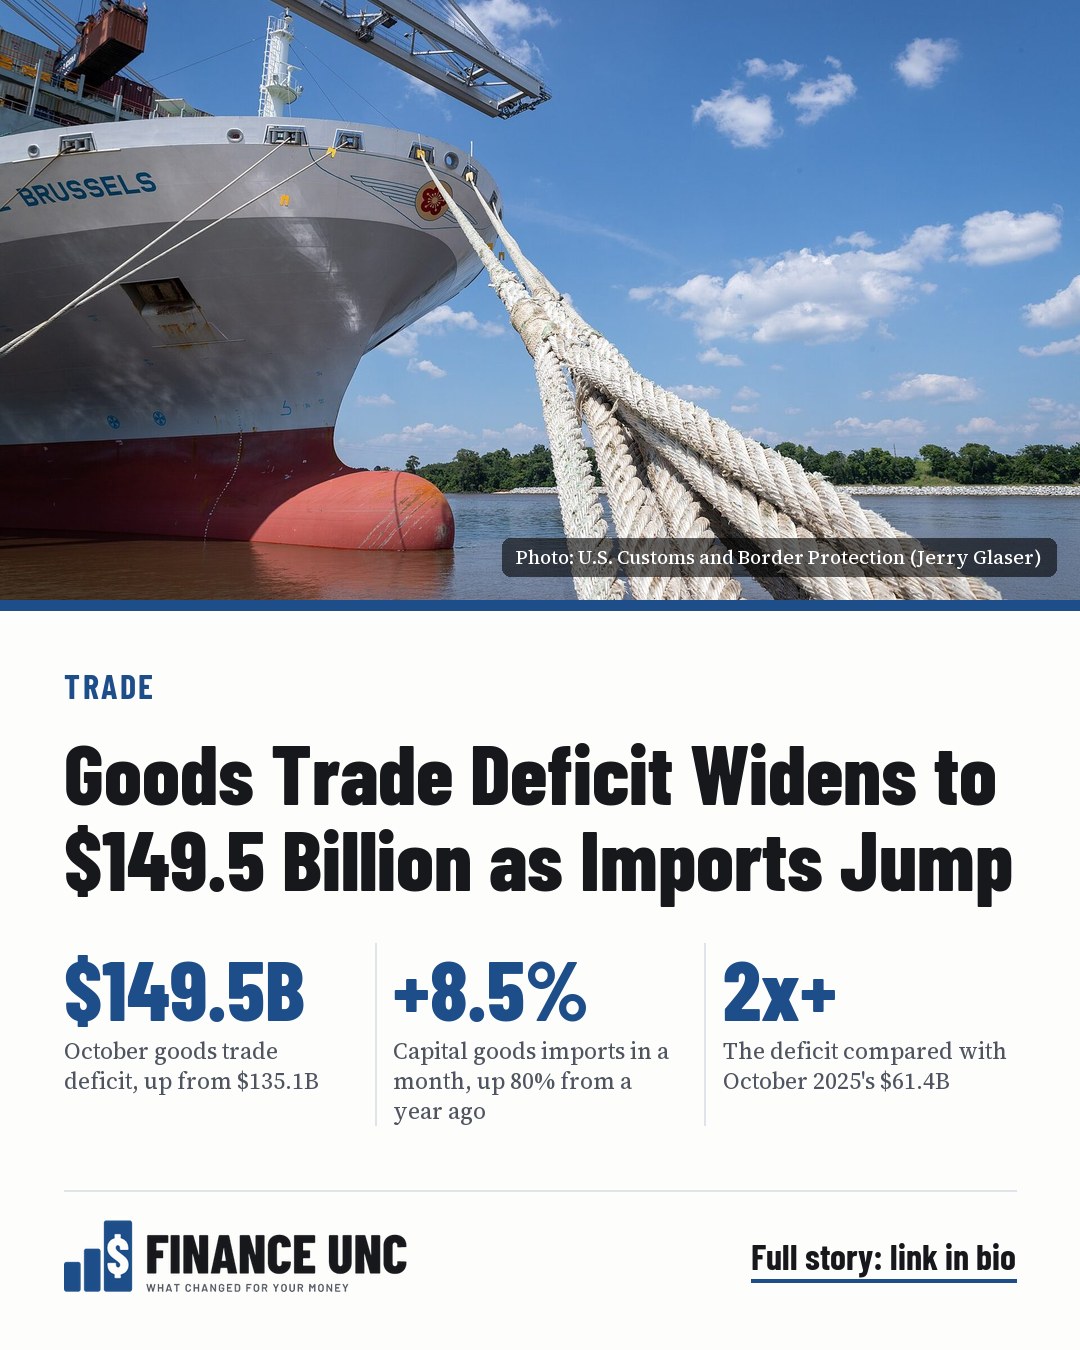 BRUSSELS
Photo: U.S. Customs and Border Protection (Jerry Glaser)
TRADE
Goods Trade Deficit Widens to
$149.5 Billion as Imports Jump
$149.5B
October goods trade
deficit, up from $135.1B
+8.5%
Capital goods imports in a
month, up 80% from a
year ago
2x+
The deficit compared with
October 2025's $61.4B
$
FINANCE UNC
WHAT CHANGED FOR YOUR MONEY
Full story: link in bio